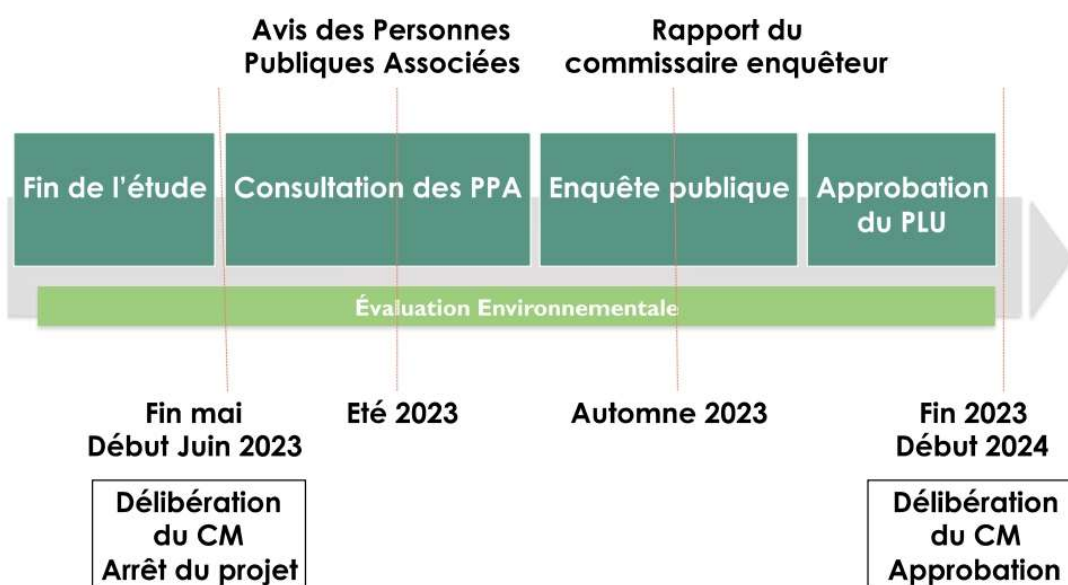 Avis des Personnes
Publiques Associées
Rapport du
commissaire enquêteur
Fin de l'étude
Consultation des PPA
Enquête publique
Approbation
du PLU
Évaluation Environnementale
Fin mai
Début Juin 2023
Eté 2023
Automne 2023
Fin 2023
Début 2024
Délibération
du CM
Arrêt du projet
Délibération
du CM
Approbation